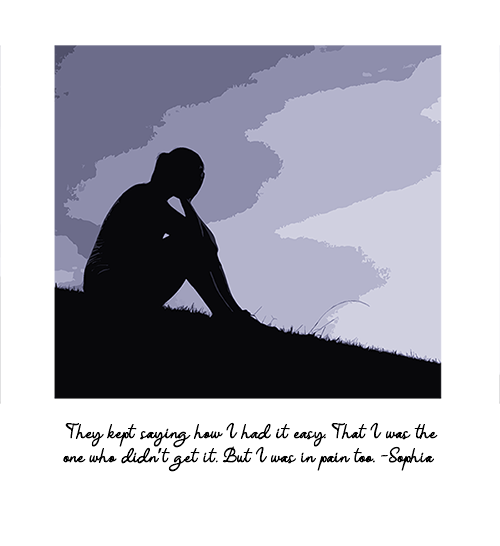 They kept saying how I had it easy. That I was the
one who didn't get it. But I was in pain too. -Sophia